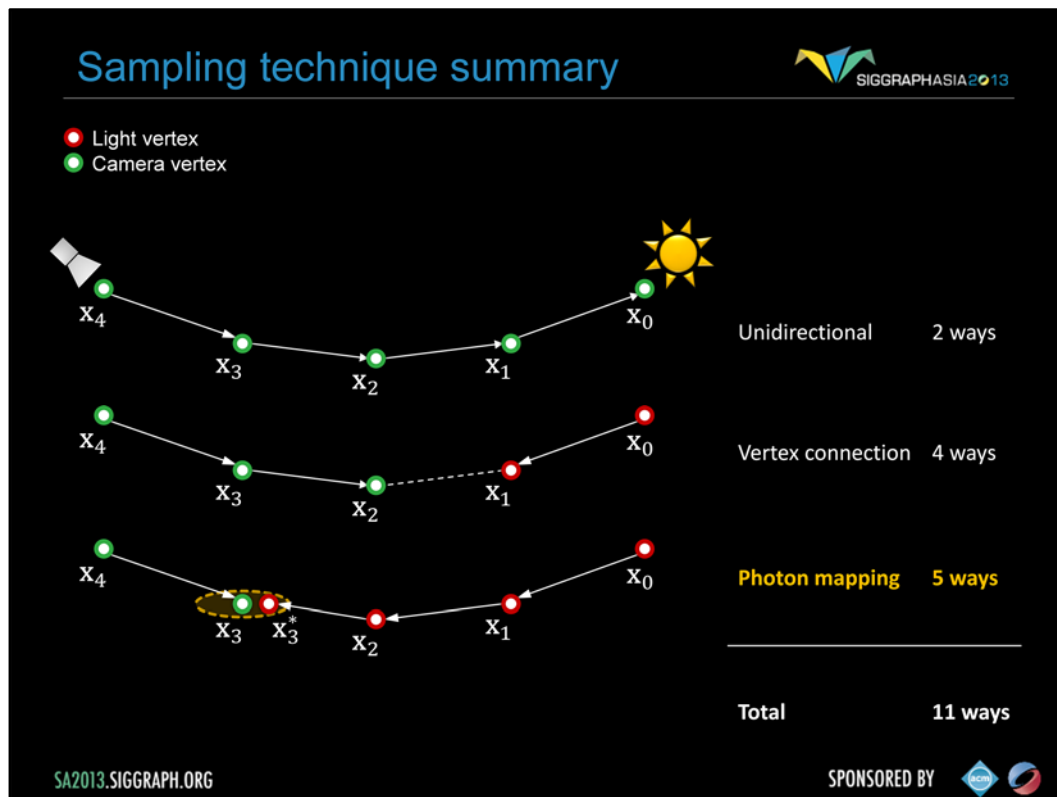 Sampling technique summary
SIGGRAPHASIA2013
Light vertex
Camera vertex
x₄
x₃
x₂
x₁
x₀
Unidirectional 2 ways
x₄
x₃
x₂
x₁
x₀
Vertex connection 4 ways
x₄
x₃
x₃*
x₂
x₁
x₀
Photon mapping 5 ways
Total 11 ways
SA2013.SIGGRAPH.ORG
SPONSORED BY
acm